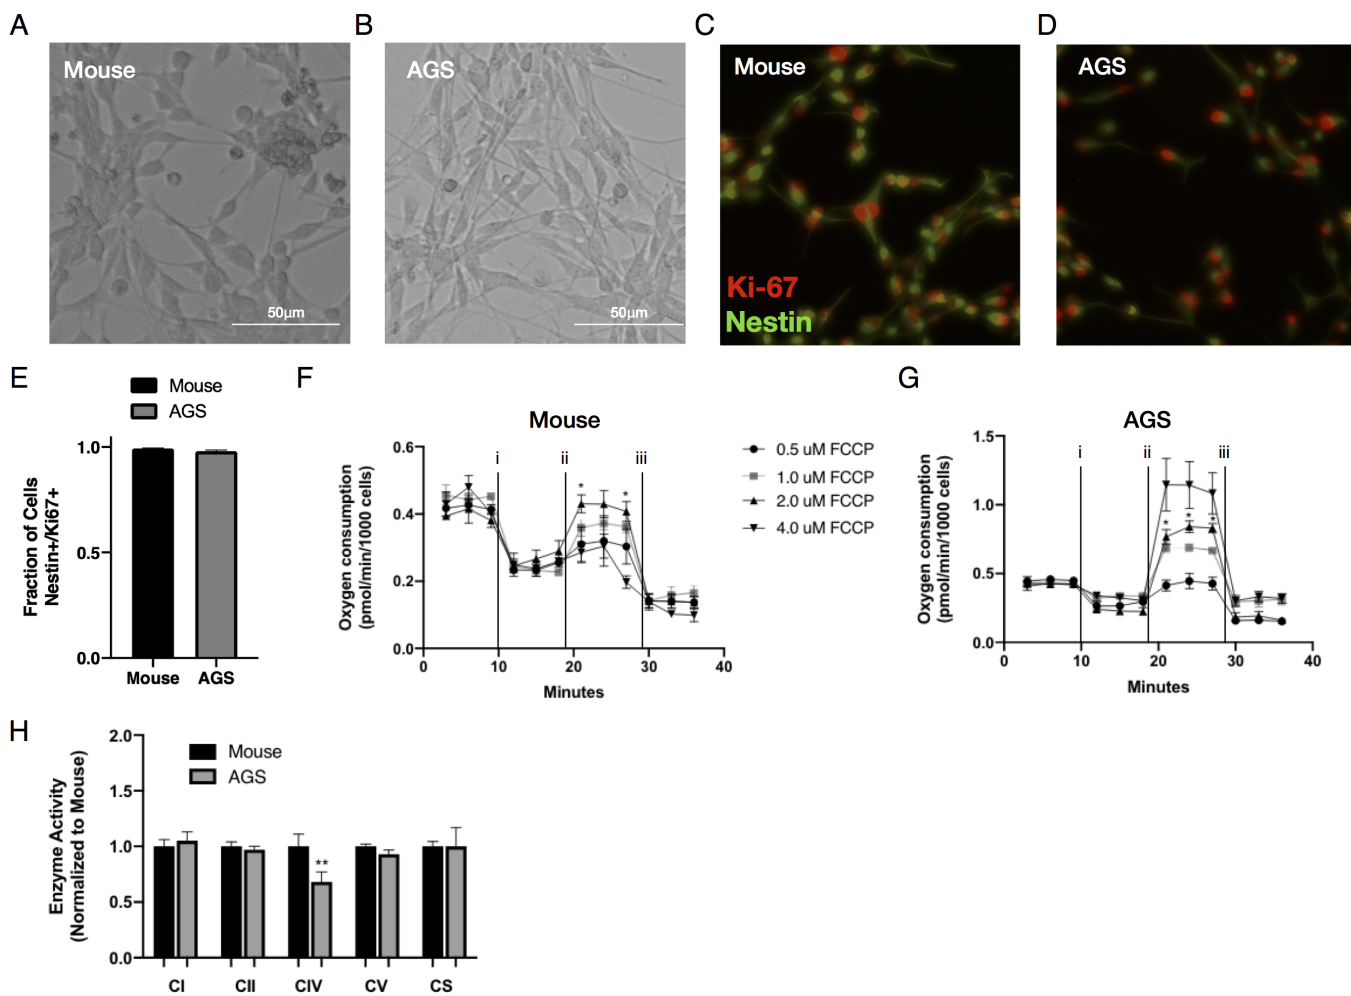 A
B
C
D
Mouse
AGS
Mouse
AGS
50μm
50μm
Ki-67
Nestin
E
F
G
Mouse
AGS
Fraction of Cells
Nestin+/Ki67+
1.0
0.5
0.0
Mouse
AGS
Mouse
i
ii
iii
Oxygen consumption
(pmol/min/1000 cells)
0.6
0.4
0.2
0.0
*
*
0
10
20
30
40
Minutes
0.5 uM FCCP
1.0 uM FCCP
2.0 uM FCCP
4.0 uM FCCP
AGS
i
ii
iii
Oxygen consumption
(pmol/min/1000 cells)
1.5
1.0
0.5
0.0
*
*
*
0
10
20
30
40
Minutes
H
Mouse
AGS
Enzyme Activity
(Normalized to Mouse)
2.0
1.5
1.0
0.5
0.0
**
CI
CII
CIV
CV
CS